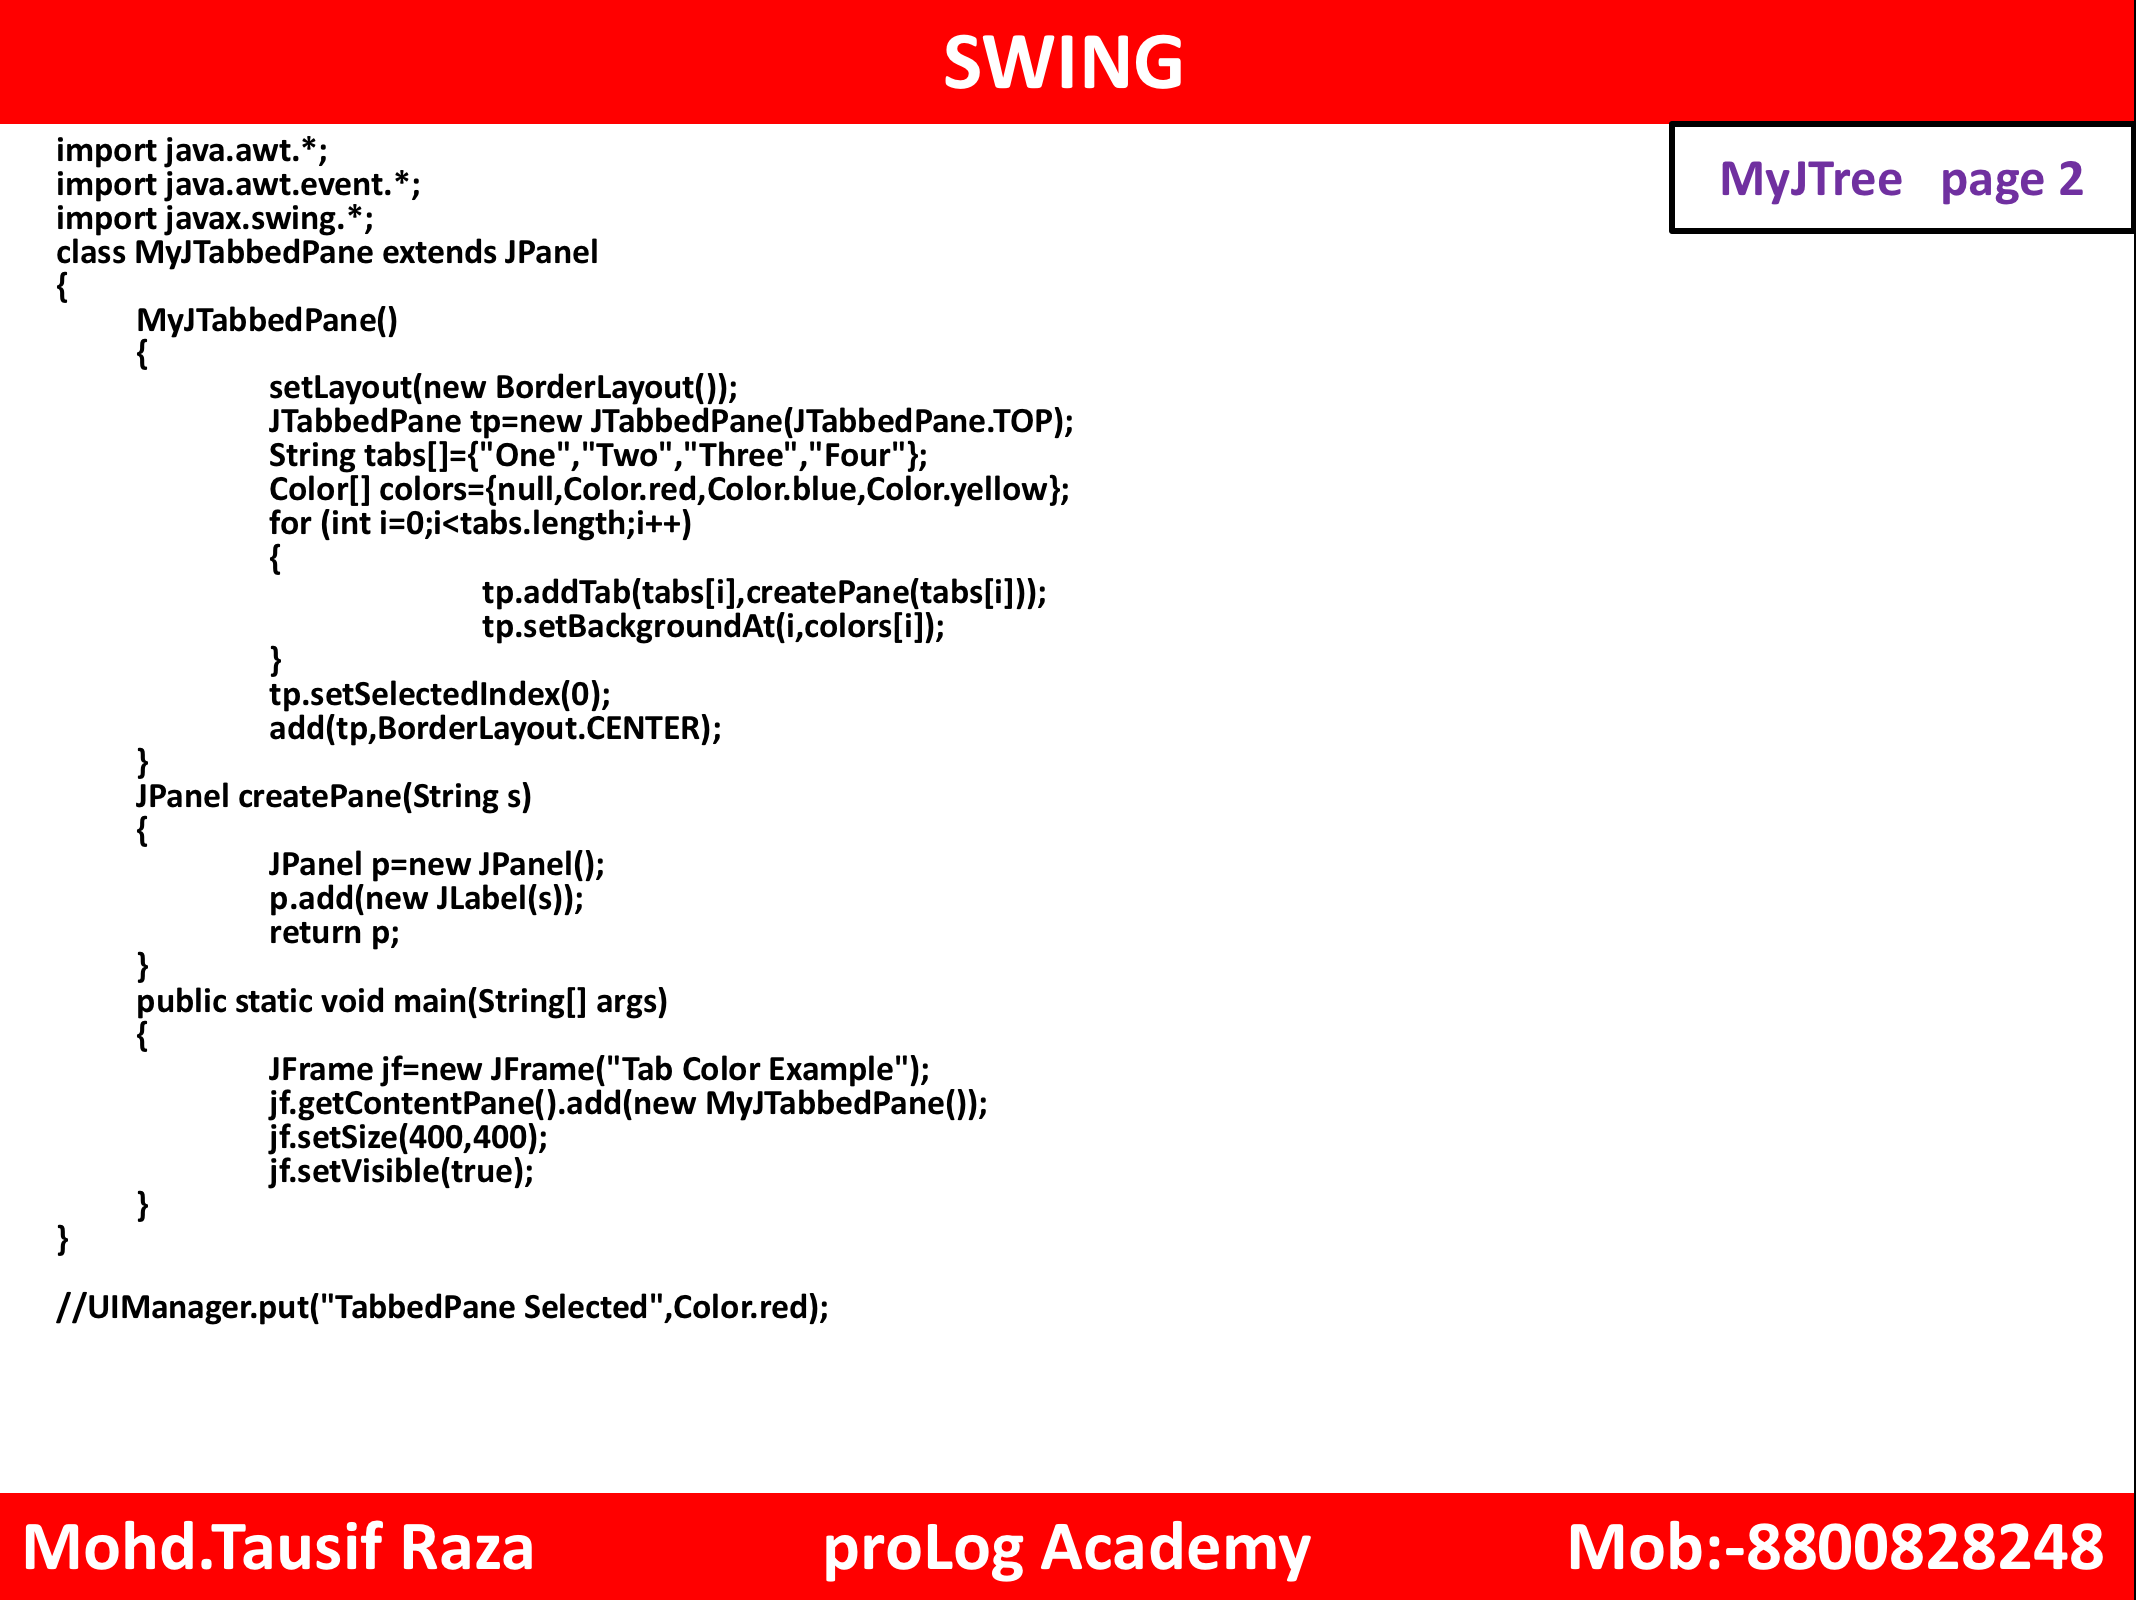 SWING
MyJTree   page 2
import java.awt.*;
import java.awt.event.*;
import javax.swing.*;
class MyJTabbedPane extends JPanel
{
MyJTabbedPane()
{
setLayout(new BorderLayout());
JTabbedPane tp=new JTabbedPane(JTabbedPane.TOP);
String tabs[]={"One","Two","Three","Four"};
Color[] colors={null,Color.red,Color.blue,Color.yellow};
for (int i=0;i<tabs.length;i++)
{
tp.addTab(tabs[i],createPane(tabs[i]));
tp.setBackgroundAt(i,colors[i]);
}
tp.setSelectedIndex(0);
add(tp,BorderLayout.CENTER);
}
JPanel createPane(String s)
{
JPanel p=new JPanel();
p.add(new JLabel(s));
return p;
}
public static void main(String[] args)
{
JFrame jf=new JFrame("Tab Color Example");
jf.getContentPane().add(new MyJTabbedPane());
jf.setSize(400,400);
jf.setVisible(true);
}
}
//UIManager.put("TabbedPane Selected",Color.red);
Mohd.Tausif Raza
proLog Academy
Mob:-8800828248